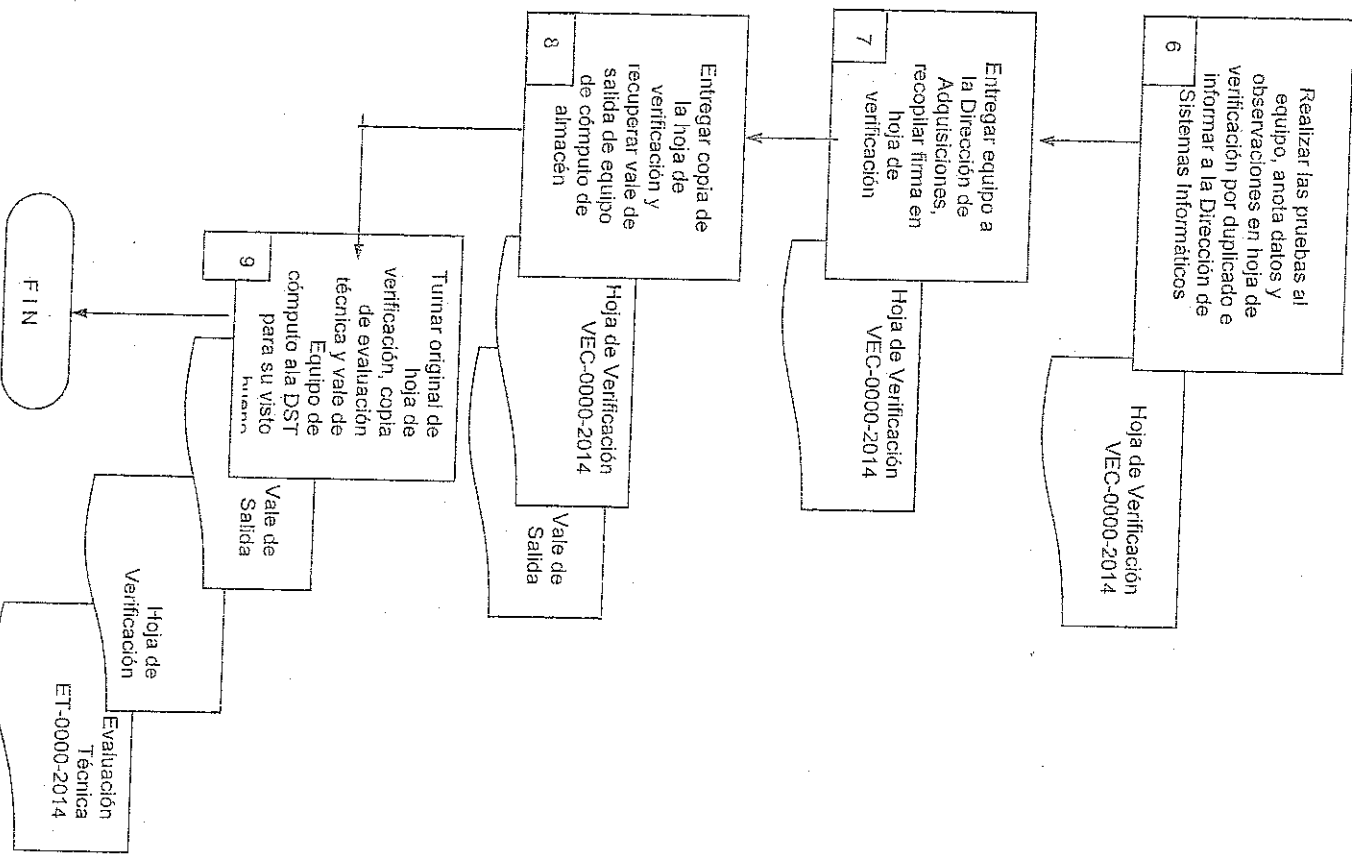 Realizar las pruebas al
equipo, anota datos y
observaciones en hoja de
verificación por duplicado e
informar a la Dirección de
Sistemas Informáticos
6
Hoja de Verificación
VEC-0000-2014
Entregar equipo a
la Dirección de
Adquisiciones,
recopilar firma en
hoja de
verificación
7
Hoja de Verificación
VEC-0000-2014
Entregar copia de
la hoja de
verificación y
recuperar vale de
salida de equipo
de cómputo de
almacén
8
Hoja de Verificación
VEC-0000-2014
Vale de
Salida
Turnar original de
hoja de
verificación, copia
de evaluación
técnica y vale de
Equipo de
cómputo ala DST
para su visto
bueno
9
Vale de
Salida
Hoja de
Verificación
Evaluación
Técnica
ET-0000-2014
FIN